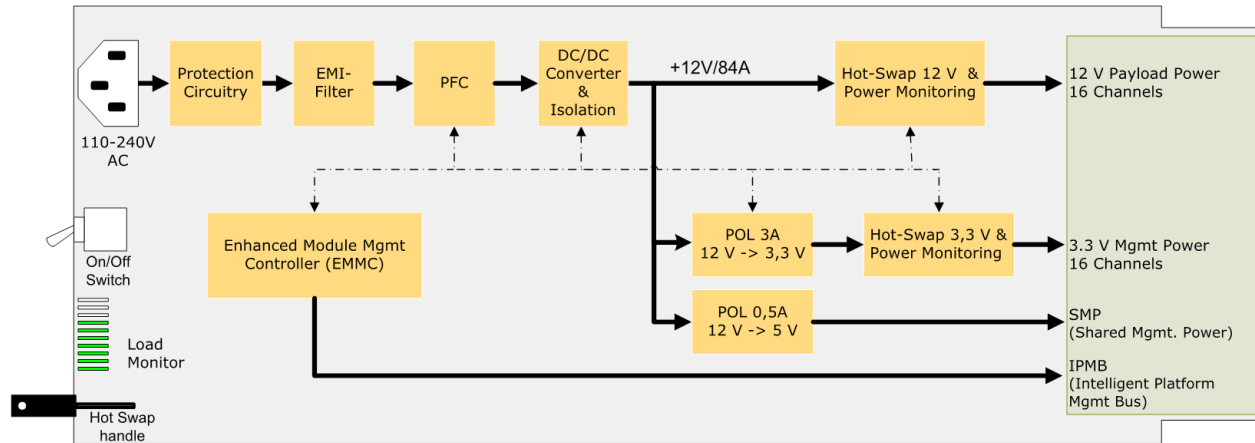 110-240V
AC
Protection
Circuitry
EMI-
Filter
PFC
DC/DC
Converter
&
Isolation
+12V/84A
Hot-Swap 12 V &
Power Monitoring
12 V Payload Power
16 Channels
On/Off
Switch
Enhanced Module Mgmt
Controller (EMMC)
POL 3A
12 V -> 3,3 V
Hot-Swap 3,3 V &
Power Monitoring
3.3 V Mgmt Power
16 Channels
POL 0,5A
12 V -> 5 V
SMP
(Shared Mgmt. Power)
Load
Monitor
IPMB
(Intelligent Platform
Mgmt Bus)
Hot Swap
handle